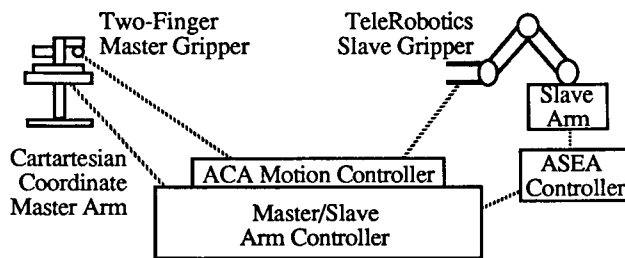 Two-Finger
Master Gripper
TeleRobotics
Slave Gripper
Slave
Arm
Cartartesian
Coordinate
Master Arm
ACA Motion Controller
ASEA
Controller
Master/Slave
Arm Controller